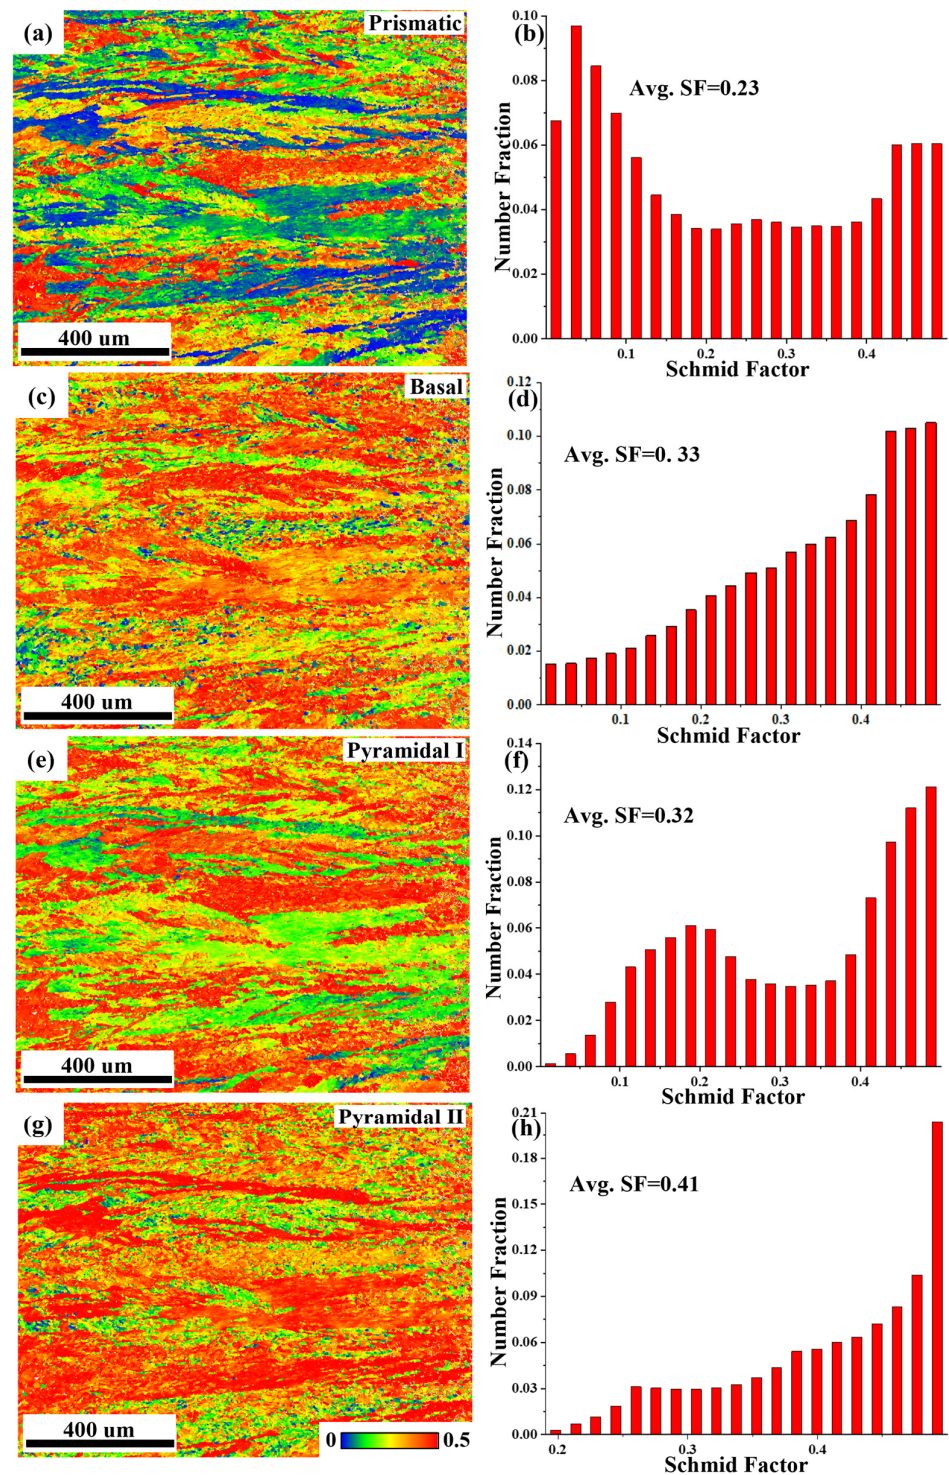 (a)
Prismatic
400 um
(b)
Avg. SF=0.23
Number Fraction
0.10
0.08
0.06
0.04
0.02
0.00
0.1
0.2
0.3
0.4
Schmid Factor
(c)
Basal
400 um
(d)
Avg. SF=0. 33
Number Fraction
0.12
0.10
0.08
0.06
0.04
0.02
0.00
0.1
0.2
0.3
0.4
Schmid Factor
(e)
Pyramidal I
400 um
(f)
Avg. SF=0.32
Number Fraction
0.14
0.12
0.10
0.08
0.06
0.04
0.02
0.00
0.1
0.2
0.3
0.4
Schmid Factor
(g)
Pyramidal II
400 um
0
0.5
(h)
Avg. SF=0.41
Number Fraction
0.21
0.18
0.15
0.12
0.09
0.06
0.03
0.00
0.2
0.3
0.4
Schmid Factor